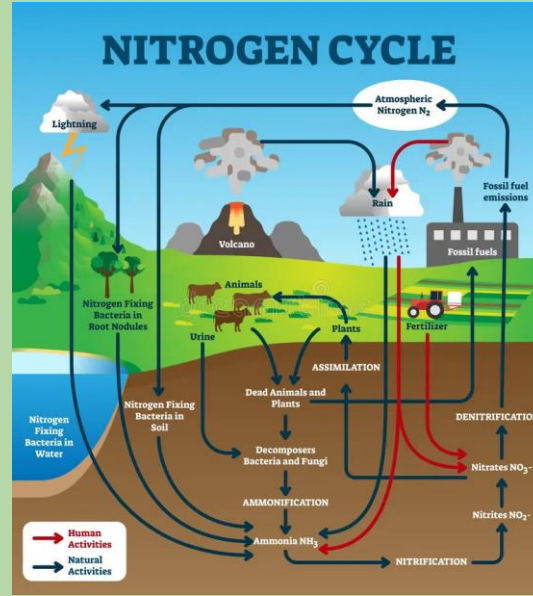 NITROGEN CYCLE
Atmospheric
Nitrogen N₂
Lightning
Rain
Fossil fuel
emissions
Volcano
Fossil fuels
Animals
Nitrogen Fixing
Bacteria in
Root Nodules
Urine
Plants
Fertilizer
ASSIMILATION
Dead Animals and
Plants
Nitrogen Fixing
Bacteria in
Soil
DENITRIFICATION
Nitrogen
Fixing
Bacteria in
Water
Decomposers
Bacteria and Fungi
Nitrates NO₃-
AMMONIFICATION
Nitrites NO₂-
Ammonia NH₃
NITRIFICATION
Human
Activities
Natural
Activities